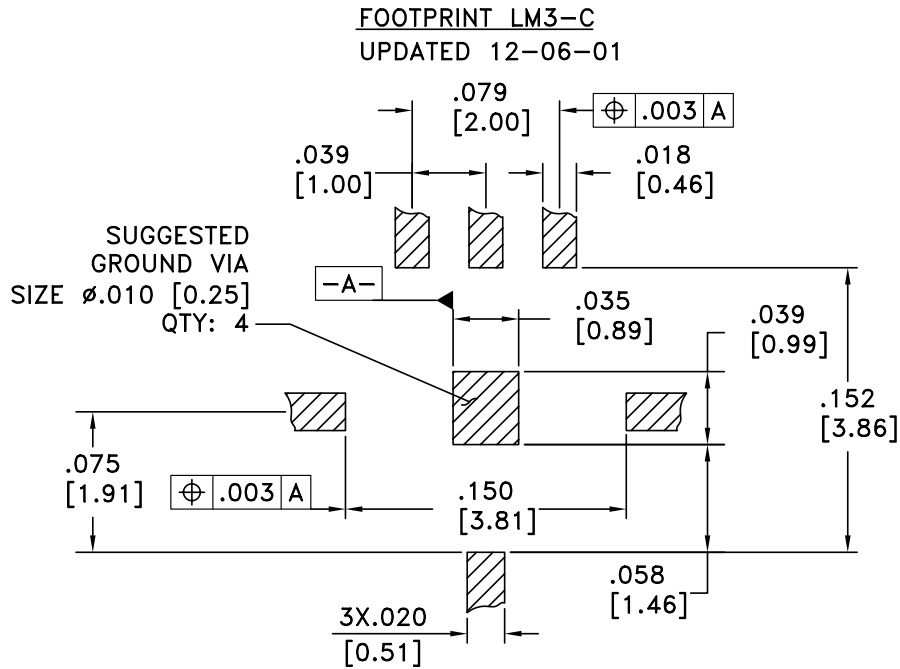 FOOTPRINT LM3-C
UPDATED 12-06-01
.079
[2.00]
⌖ .003 A
.039
[1.00]
.018
[0.46]
SUGGESTED
GROUND VIA
SIZE ø.010 [0.25]
QTY: 4
-A-
.035
[0.89]
.039
[0.99]
.152
[3.86]
.075
[1.91]
⌖ .003 A
.150
[3.81]
.058
[1.46]
3X.020
[0.51]